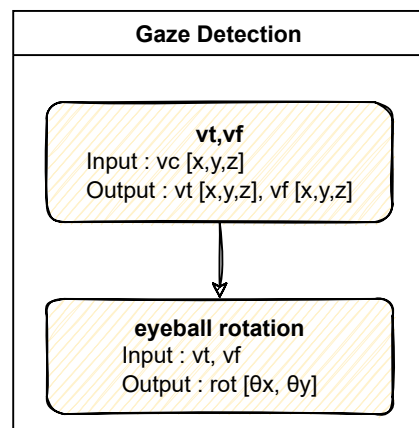 Gaze Detection
vt,vf
Input : vc [x,y,z]
Output : vt [x,y,z], vf [x,y,z]
eyeball rotation
Input : vt, vf
Output : rot [θx, θy]